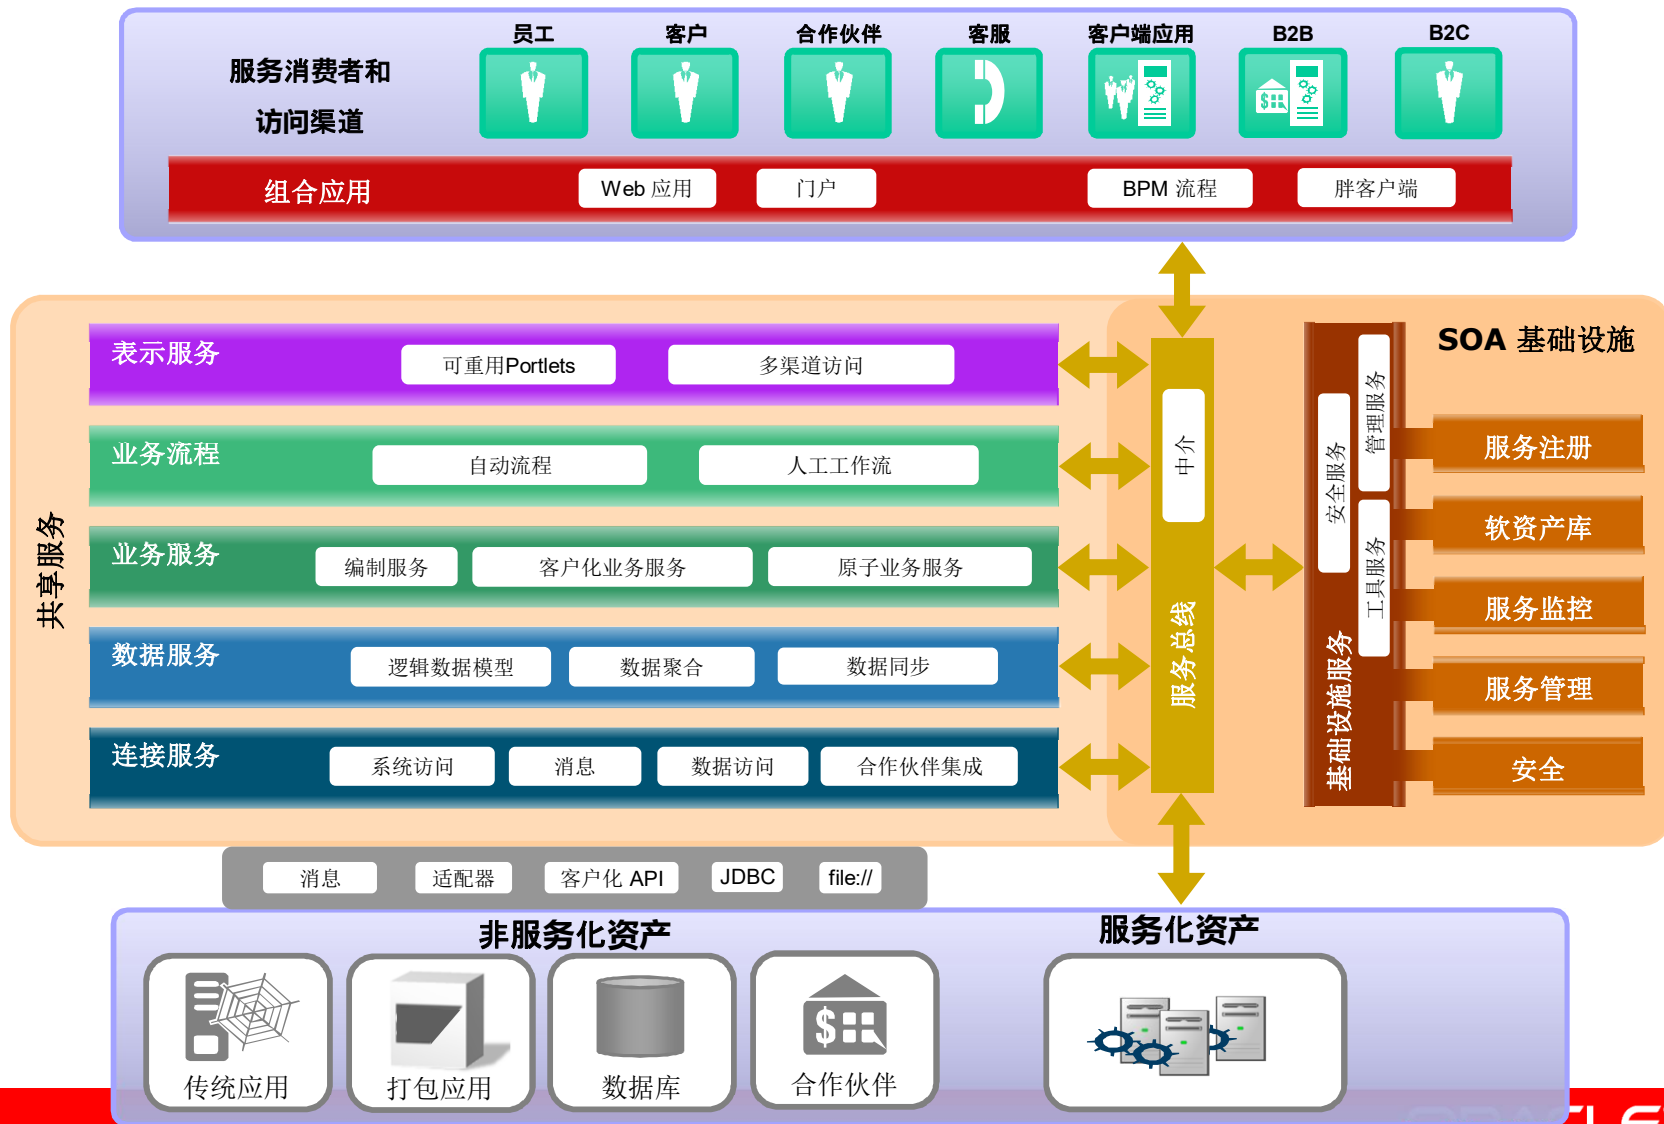 员工
客户
合作伙伴
客服
客户端应用
B2B
B2C
服务消费者和
访问渠道
组合应用
Web 应用
门户
BPM 流程
胖客户端
共享服务
表示服务
可重用Portlets
多渠道访问
业务流程
自动流程
人工工作流
业务服务
编制服务
客户化业务服务
原子业务服务
数据服务
逻辑数据模型
数据聚合
数据同步
连接服务
系统访问
消息
数据访问
合作伙伴集成
中介
服务总线
SOA 基础设施
管理服务
安全服务
工具服务
基础设施服务
服务注册
软资产库
服务监控
服务管理
安全
消息
适配器
客户化 API
JDBC
file://
非服务化资产
服务化资产
传统应用
打包应用
数据库
合作伙伴